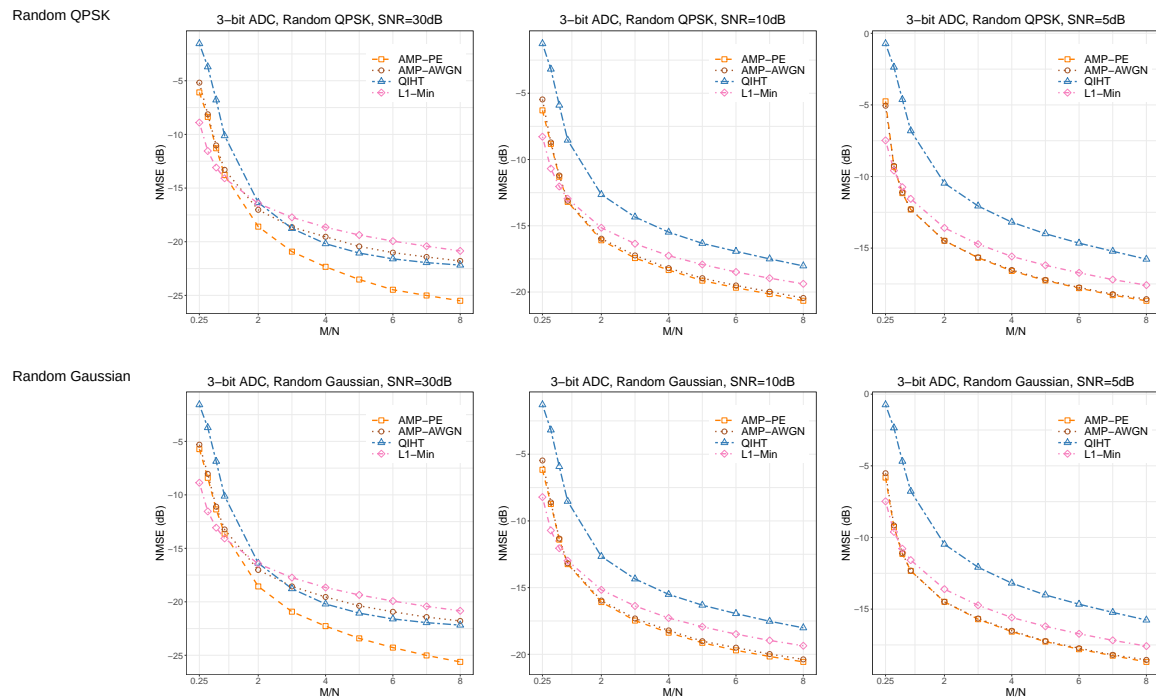 Random QPSK
3−bit ADC, Random QPSK, SNR=30dB
NMSE (dB)
−5
−10
−15
−20
−25
AMP−PE
AMP−AWGN
QIHT
L1−Min
0.25
2
4
6
8
M/N
3−bit ADC, Random QPSK, SNR=10dB
NMSE (dB)
−5
−10
−15
−20
AMP−PE
AMP−AWGN
QIHT
L1−Min
0.25
2
4
6
8
M/N
3−bit ADC, Random QPSK, SNR=5dB
NMSE (dB)
0
−5
−10
−15
AMP−PE
AMP−AWGN
QIHT
L1−Min
0.25
2
4
6
8
M/N
Random Gaussian
3−bit ADC, Random Gaussian, SNR=30dB
NMSE (dB)
−5
−10
−15
−20
−25
AMP−PE
AMP−AWGN
QIHT
L1−Min
0.25
2
4
6
8
M/N
3−bit ADC, Random Gaussian, SNR=10dB
NMSE (dB)
−5
−10
−15
−20
AMP−PE
AMP−AWGN
QIHT
L1−Min
0.25
2
4
6
8
M/N
3−bit ADC, Random Gaussian, SNR=5dB
NMSE (dB)
−5
−10
−15
AMP−PE
AMP−AWGN
QIHT
L1−Min
0.25
2
4
6
8
M/N